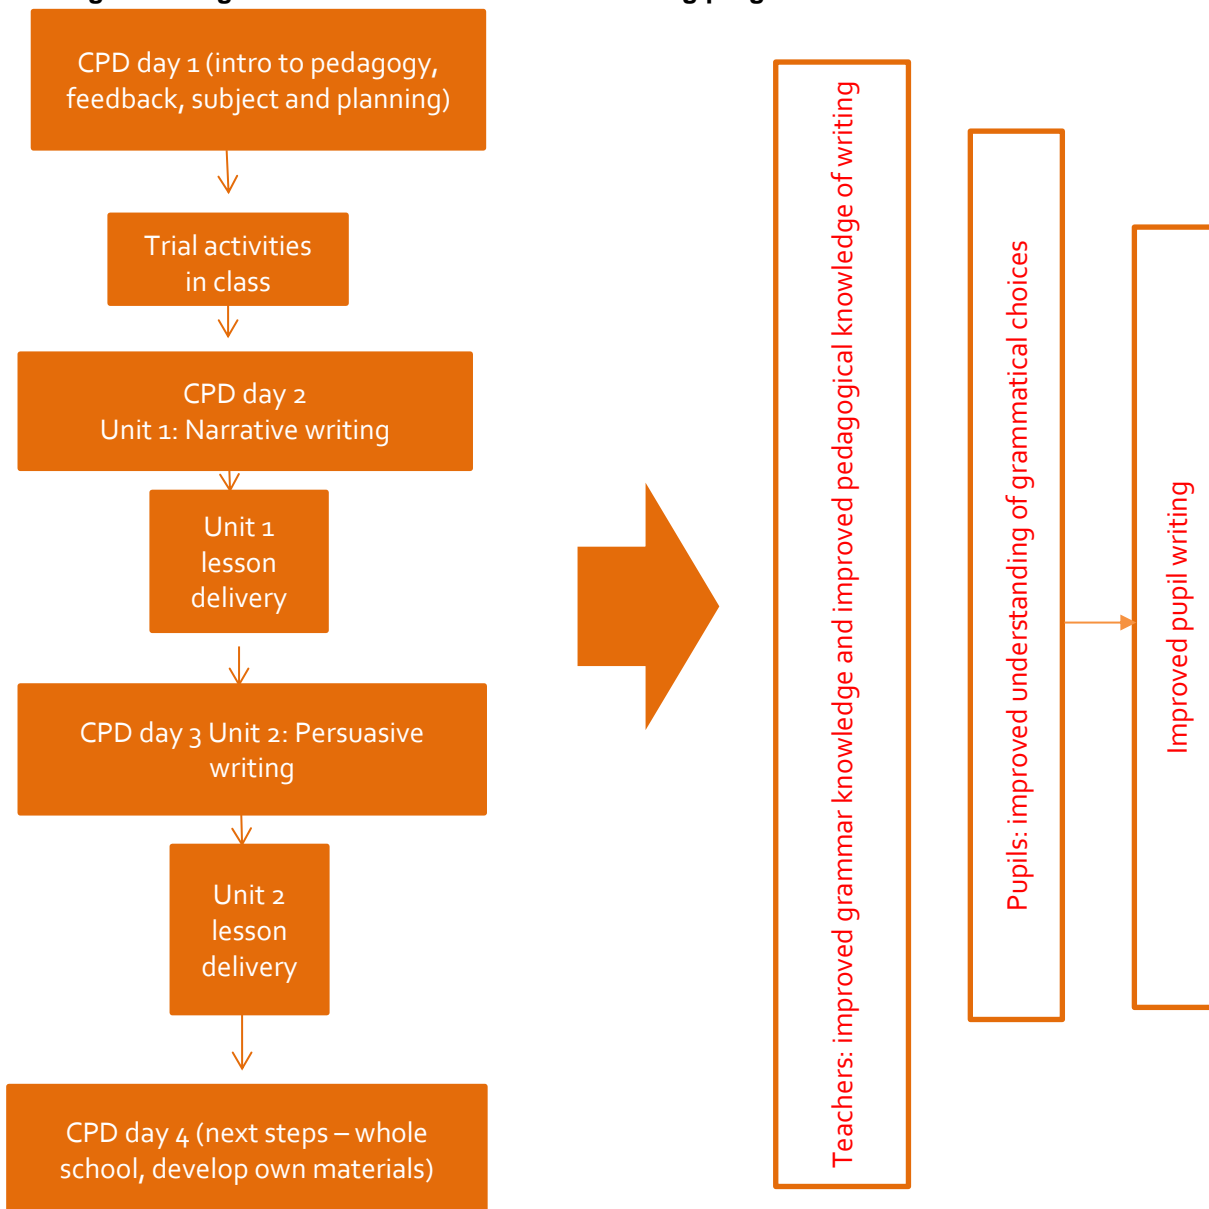 CPD day 1 (intro to pedagogy,
feedback, subject and planning)
Trial activities
in class
CPD day 2
Unit 1: Narrative writing
Unit 1
lesson
delivery
CPD day 3 Unit 2: Persuasive
writing
Unit 2
lesson
delivery
CPD day 4 (next steps – whole
school, develop own materials)
Teachers: improved grammar knowledge and improved pedagogical knowledge of writing
Pupils: improved understanding of grammatical choices
Improved pupil writing